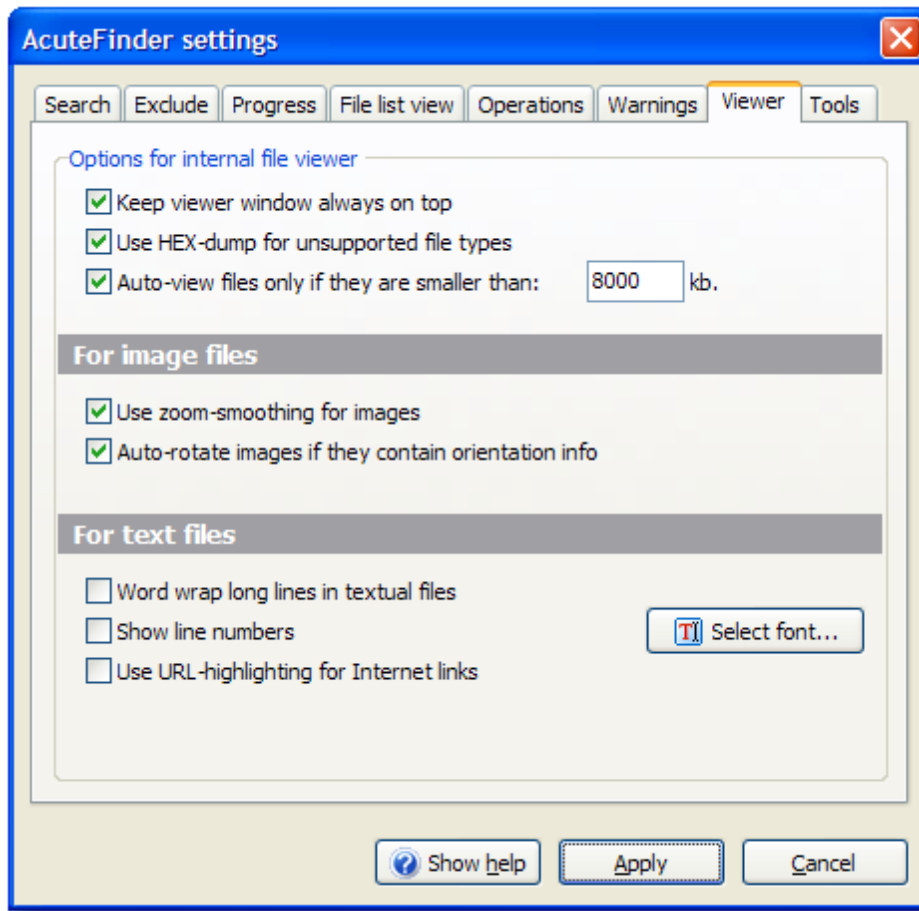 AcuteFinder settings
Search Exclude Progress File list view Operations Warnings Viewer Tools
Options for internal file viewer
Keep viewer window always on top
Use HEX-dump for unsupported file types
Auto-view files only if they are smaller than: 8000 kb.
For image files
Use zoom-smoothing for images
Auto-rotate images if they contain orientation info
For text files
Word wrap long lines in textual files
Show line numbers
Select font...
Use URL-highlighting for Internet links
Show help Apply Cancel